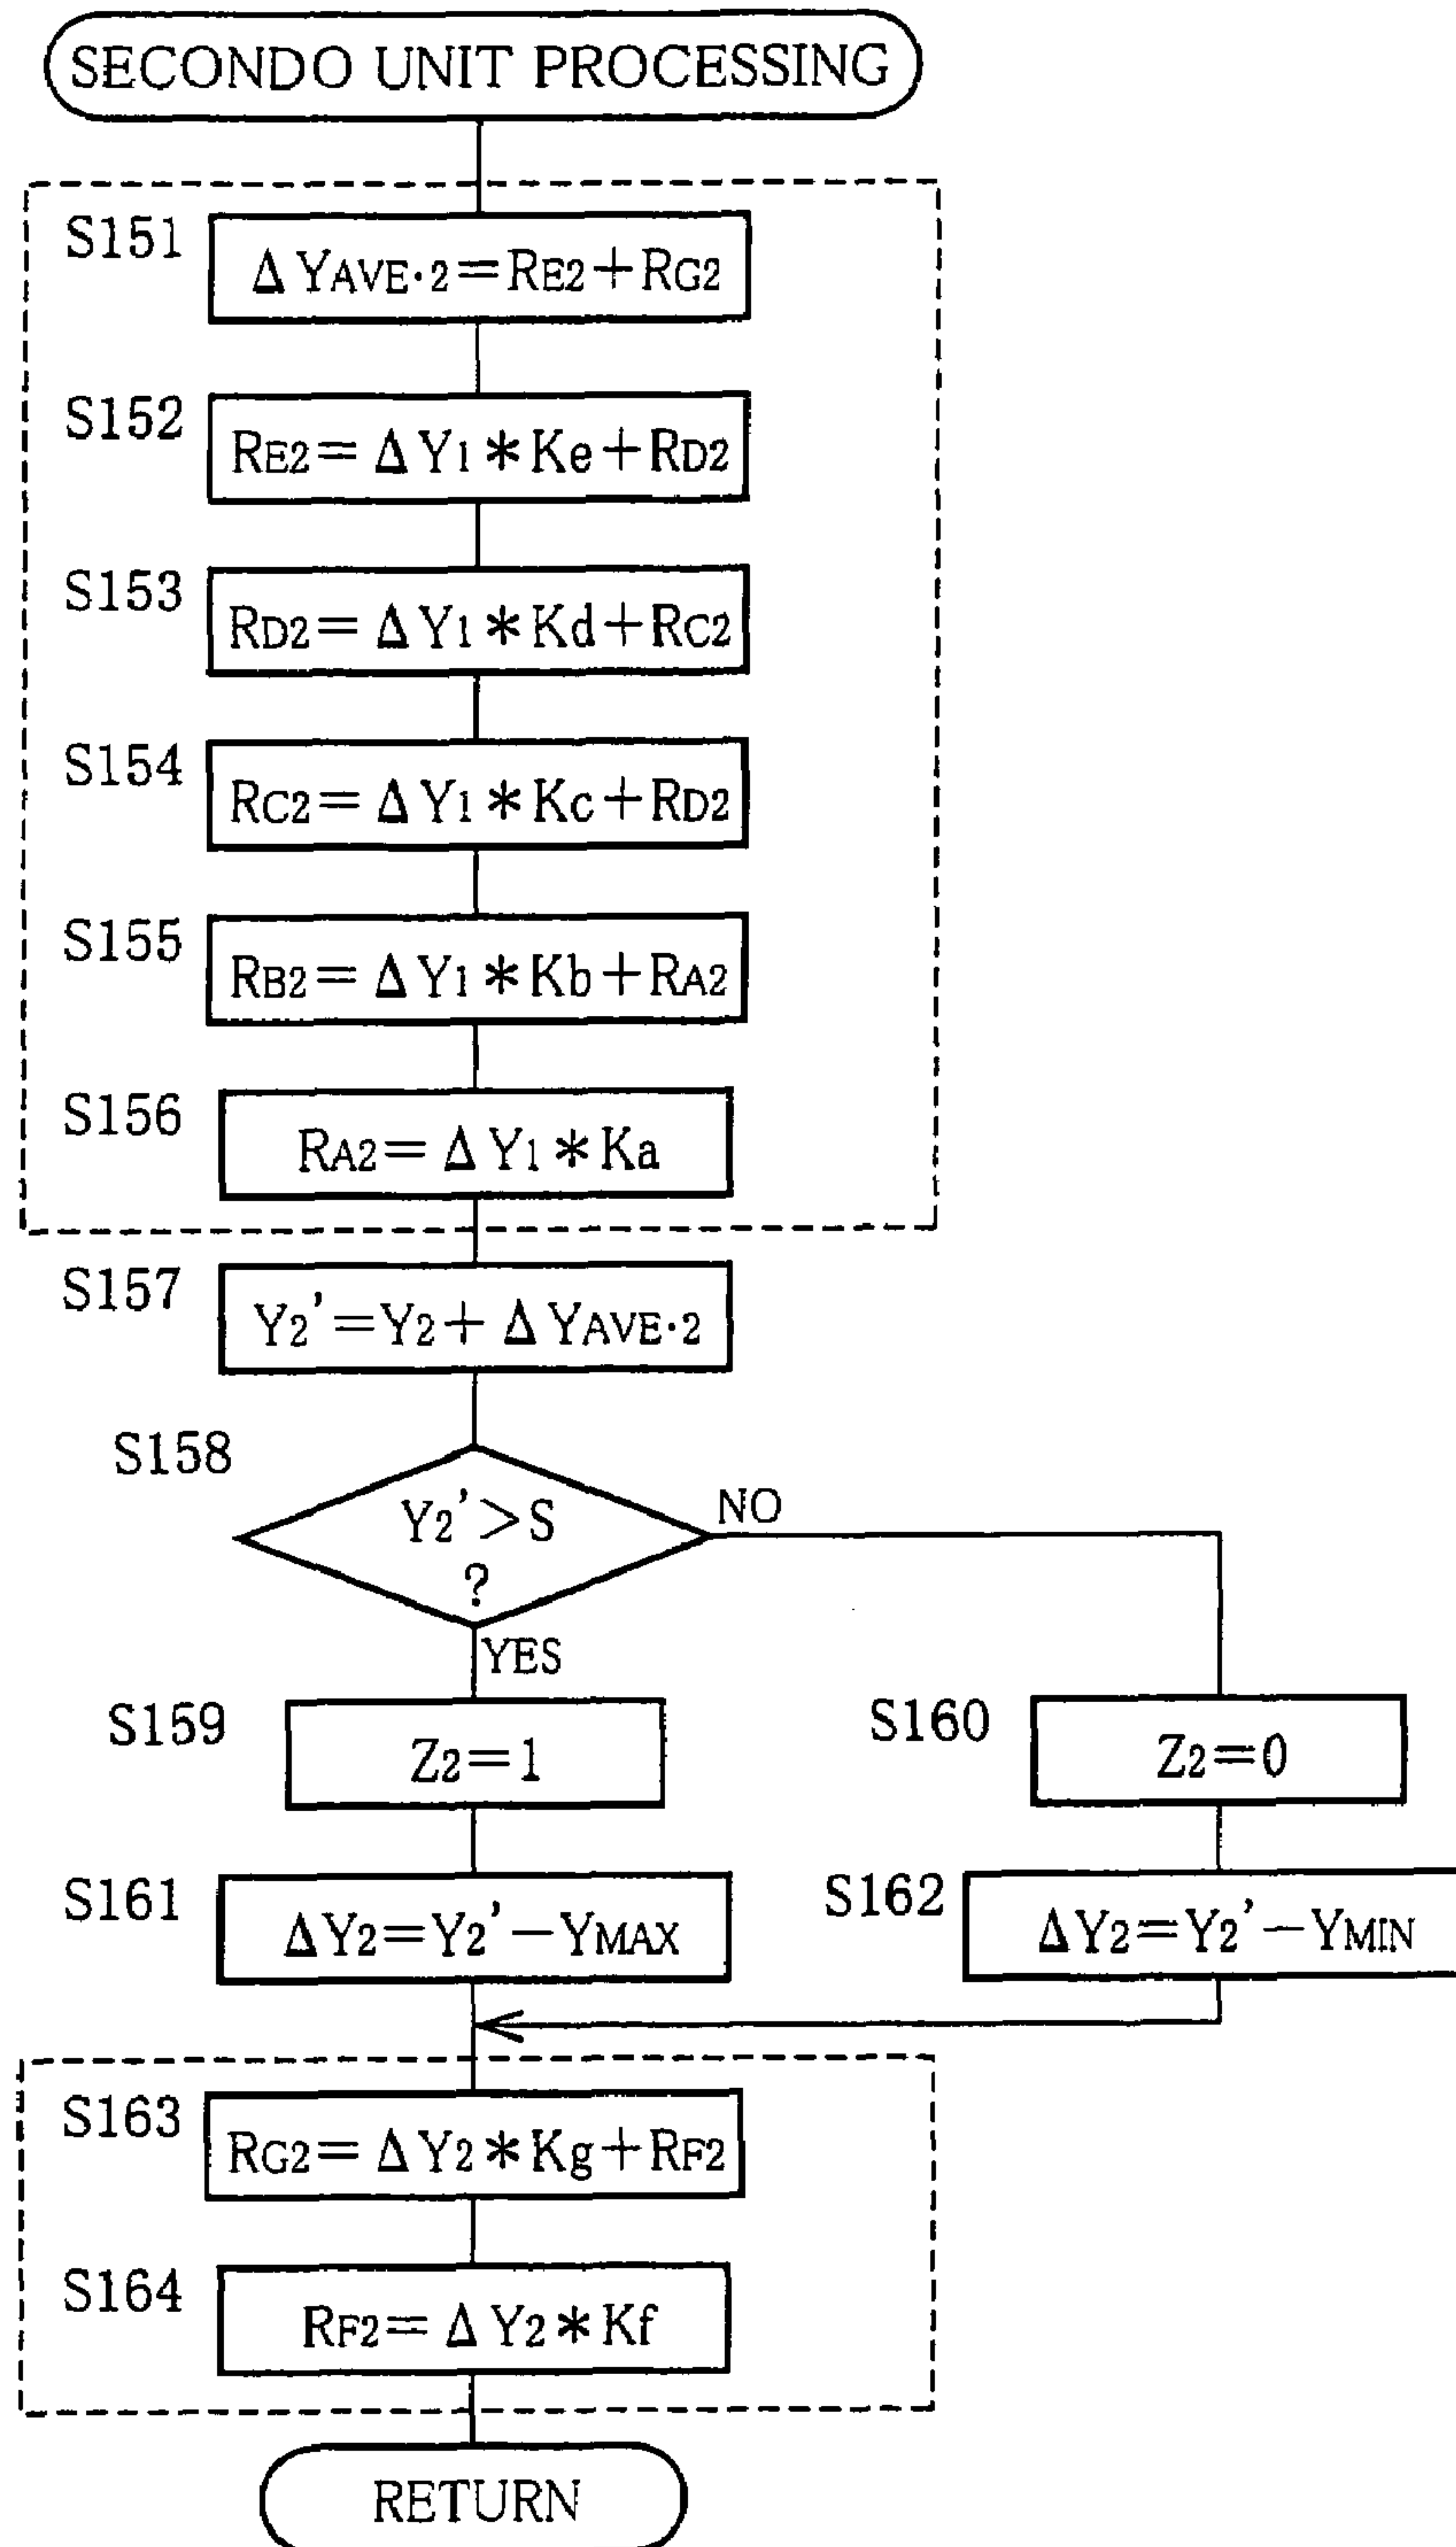 SECONDO UNIT PROCESSING
S151
ΔYAVE·2=RE2+RG2
S152
RE2=ΔY1*Ke+RD2
S153
RD2=ΔY1*Kd+RC2
S154
RC2=ΔY1*Kc+RD2
S155
RB2=ΔY1*Kb+RA2
S156
RA2=ΔY1*Ka
S157
Y2'=Y2+ΔYAVE·2
S158
Y2'>S
?
NO
YES
S159
Z2=1
S160
Z2=0
S161
ΔY2=Y2'-YMAX
S162
ΔY2=Y2'-YMIN
S163
RG2=ΔY2*Kg+RF2
S164
RF2=ΔY2*Kf
RETURN